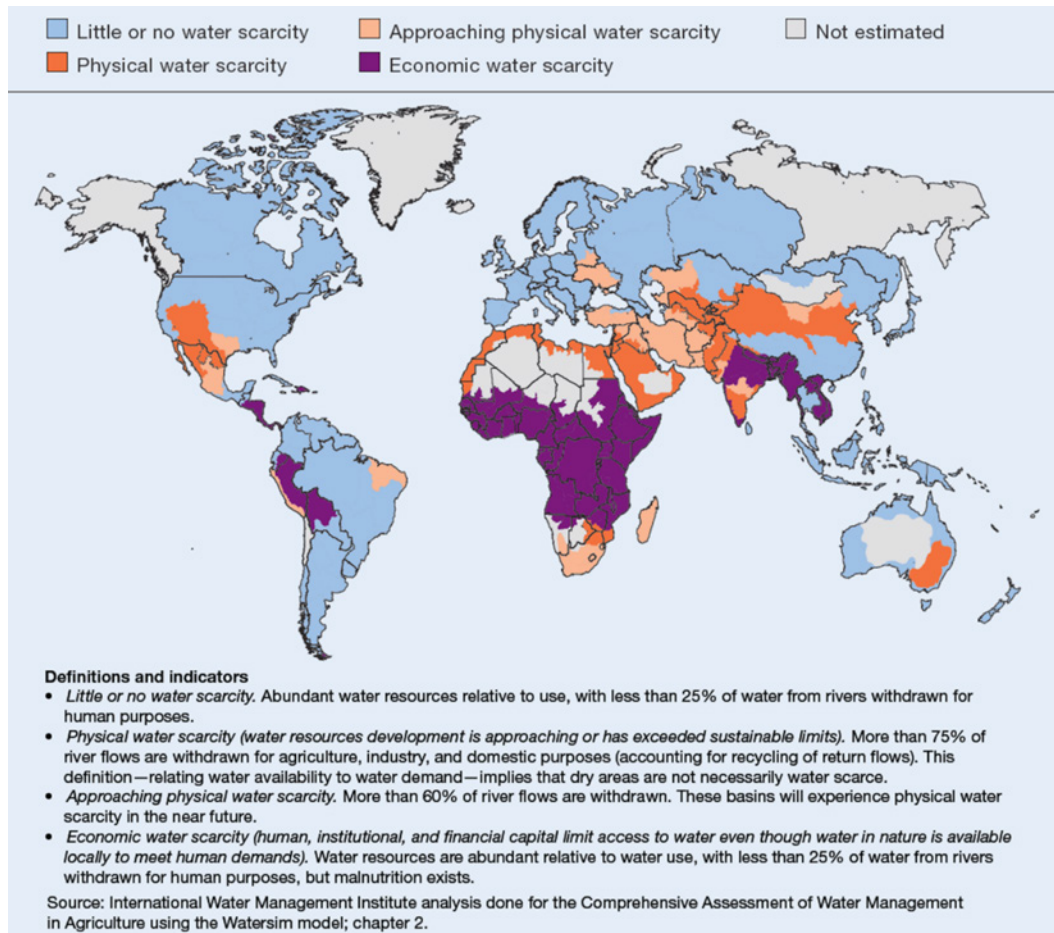 Little or no water scarcity
Approaching physical water scarcity
Not estimated
Physical water scarcity
Economic water scarcity
Definitions and indicators
• Little or no water scarcity. Abundant water resources relative to use, with less than 25% of water from rivers withdrawn for
human purposes.
• Physical water scarcity (water resources development is approaching or has exceeded sustainable limits). More than 75% of
river flows are withdrawn for agriculture, industry, and domestic purposes (accounting for recycling of return flows). This
definition—relating water availability to water demand—implies that dry areas are not necessarily water scarce.
• Approaching physical water scarcity. More than 60% of river flows are withdrawn. These basins will experience physical water
scarcity in the near future.
• Economic water scarcity (human, institutional, and financial capital limit access to water even though water in nature is available
locally to meet human demands). Water resources are abundant relative to water use, with less than 25% of water from rivers
withdrawn for human purposes, but malnutrition exists.
Source: International Water Management Institute analysis done for the Comprehensive Assessment of Water Management
in Agriculture using the Watersim model; chapter 2.